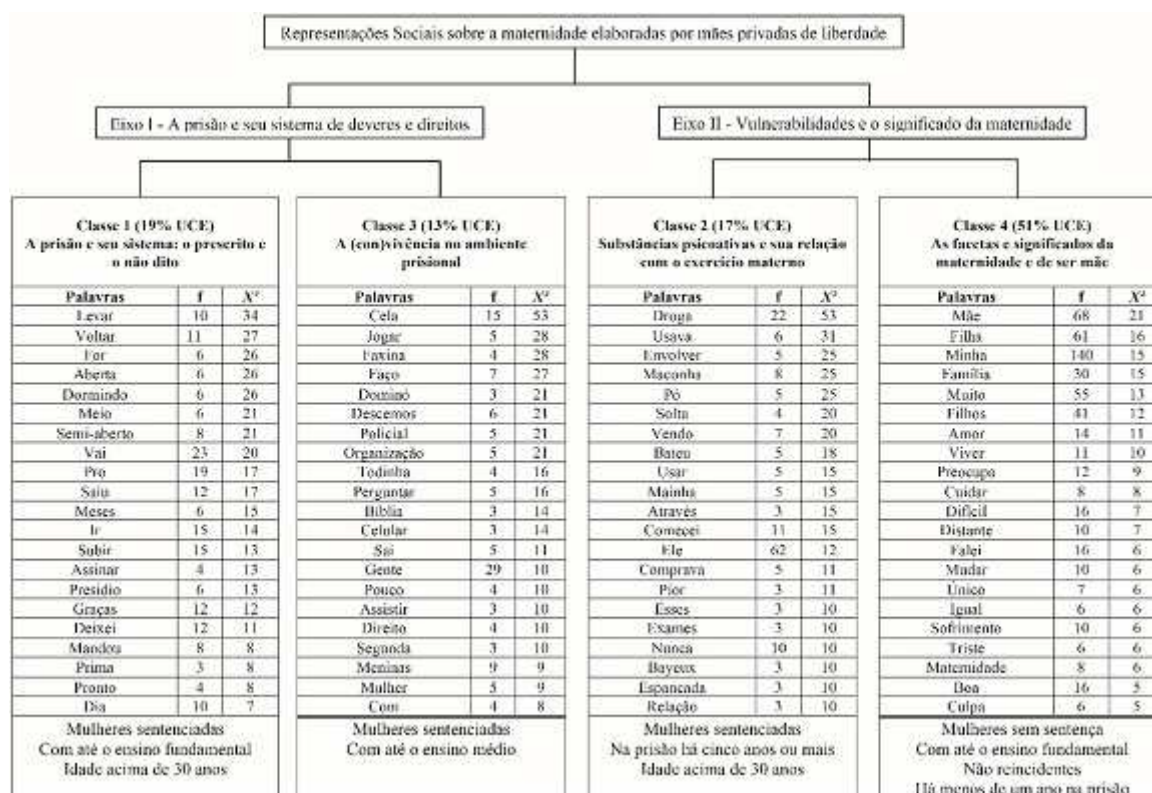 Representações Sociais sobre a maternidade elaboradas por mães privadas de liberdade
Eixo I - A prisão e seu sistema de deveres e direitos
Eixo II - Vulnerabilidades e o significado da maternidade
Classe 1 (19% UCE)
A prisão e seu sistema: o prescrito e
o não dito
Palavras f X²
Levar 10 34
Voltar 11 27
For 6 26
Aberta 6 26
Dormindo 6 26
Meio 6 21
Semi-aberto 8 21
Vai 23 20
Pro 19 17
Saiu 12 17
Meses 6 15
Ir 15 14
Subir 15 13
Assinar 4 13
Presídio 6 13
Graças 12 12
Deixei 12 11
Mandou 8 8
Prima 3 8
Pronto 4 8
Dia 10 7
Mulheres sentenciadas
Com até o ensino fundamental
Idade acima de 30 anos
Classe 3 (13% UCE)
A (con)vivência no ambiente
prisional
Palavras f X²
Cela 15 53
Jogar 5 28
Faxina 4 28
Faço 7 27
Dominó 3 21
Descemos 6 21
Policial 5 21
Organização 5 21
Todinha 4 16
Perguntar 5 16
Bíblia 3 14
Celular 3 14
Sai 5 11
Gente 29 10
Pouco 4 10
Assistir 3 10
Direito 4 10
Segunda 3 10
Meninas 9 9
Mulher 5 9
Com 4 8
Mulheres sentenciadas
Com até o ensino médio
Classe 2 (17% UCE)
Substâncias psicoativas e sua relação
com o exercício materno
Palavras f X²
Droga 22 53
Usava 6 31
Envolver 5 25
Maconha 8 25
Pó 5 25
Solta 4 20
Vendo 7 20
Bateu 5 18
Usar 5 15
Mainha 5 15
Através 3 15
Comecei 11 15
Ele 62 12
Comprava 5 11
Pior 3 11
Esses 3 10
Exames 3 10
Nunca 10 10
Bayeux 3 10
Espancada 3 10
Relação 3 10
Mulheres sentenciadas
Na prisão há cinco anos ou mais
Idade acima de 30 anos
Classe 4 (51% UCE)
As facetas e significados da
maternidade e de ser mãe
Palavras f X²
Mãe 68 21
Filha 61 16
Minha 140 15
Família 30 15
Muito 55 13
Filhos 41 12
Amor 14 11
Viver 11 10
Preocupa 12 9
Cuidar 8 8
Difícil 16 7
Distante 10 7
Falei 16 6
Mudar 10 6
Único 7 6
Igual 6 6
Sofrimento 10 6
Triste 6 6
Maternidade 8 6
Boa 16 5
Culpa 6 5
Mulheres sem sentença
Com até o ensino fundamental
Não reincidentes
Há menos de um ano na prisão